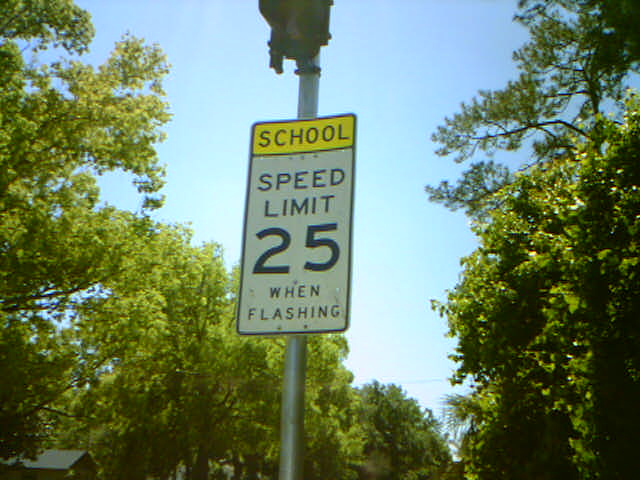 SCHOOL
SPEED
LIMIT
25
WHEN
FLASHING